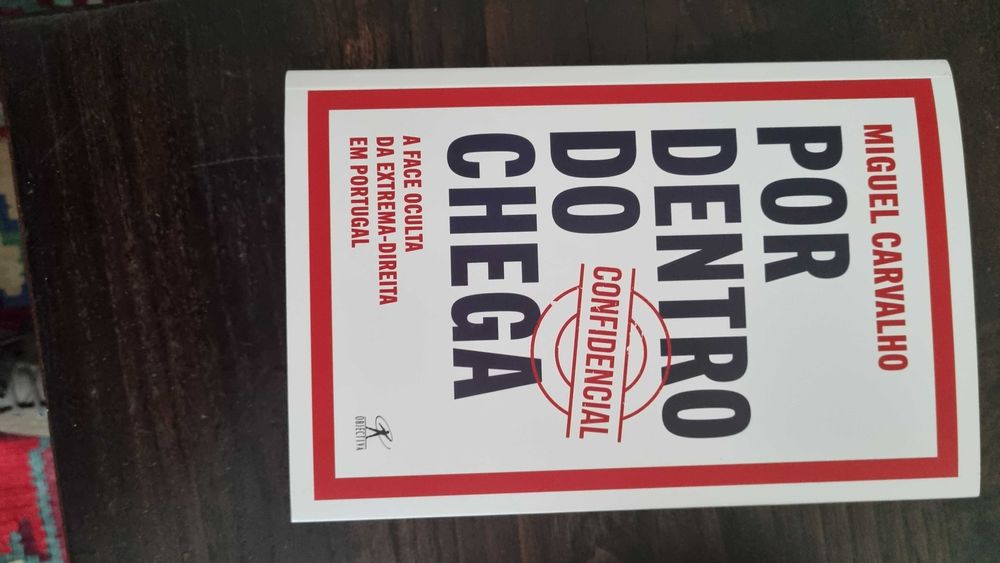 MIGUEL CARVALHO
POR
DENTRO
DO
CONFIDENCIAL
CHEGA
A FACE OCULTA
DA EXTREMA-DIREITA
EM PORTUGAL
OBJECTIVA